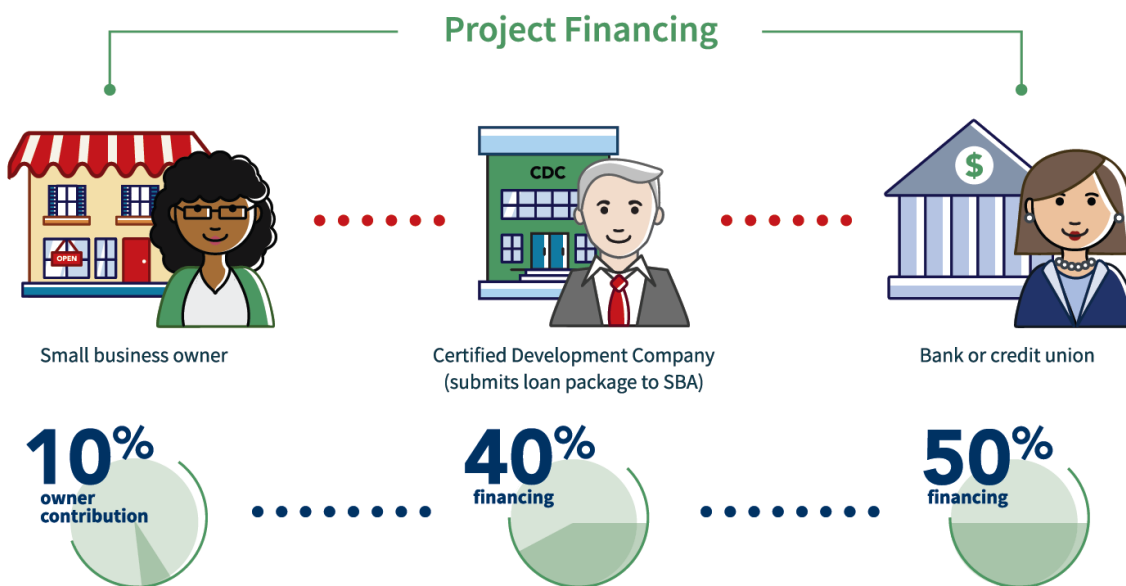 Project Financing
CDC
$
OPEN
Small business owner
Certified Development Company
(submits loan package to SBA)
Bank or credit union
10%
owner
contribution
40%
financing
50%
financing